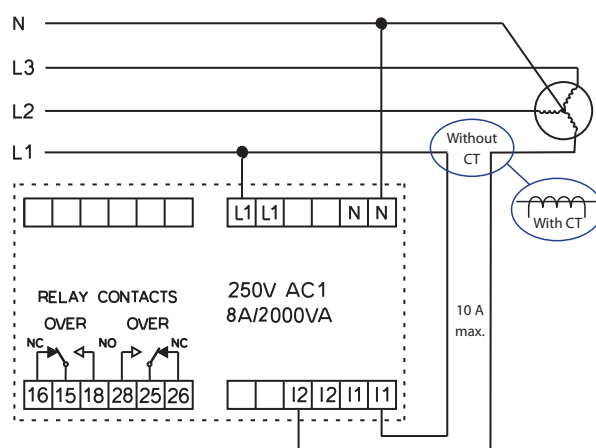 N
L3
L2
L1
Without
CT
With CT
L1 L1 N N
250V AC1
8A/2000VA
10 A
max.
RELAY CONTACTS
OVER OVER
NC NO NC
16 15 18 28 25 26
I2 I2 I1 I1